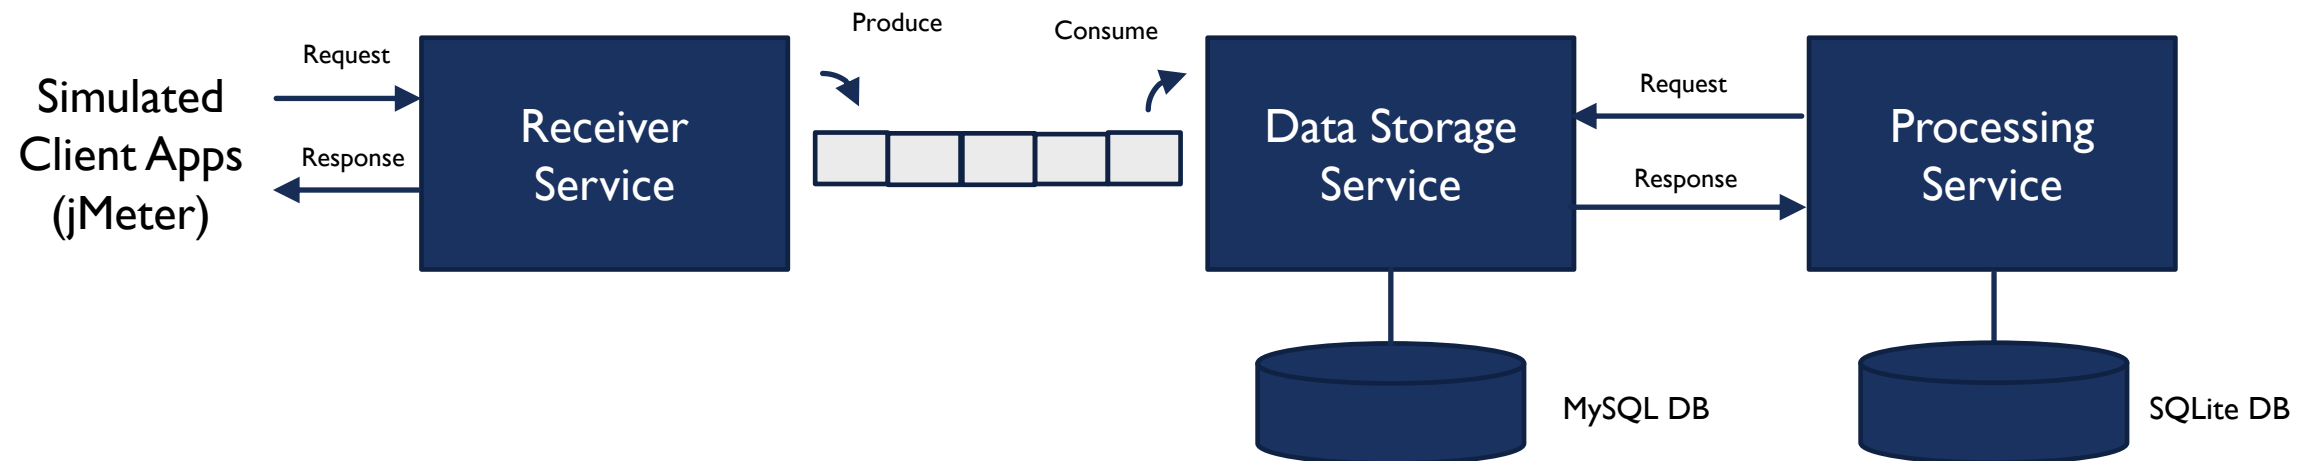 Simulated
Client Apps
(jMeter)
Request
Response
Receiver
Service
Produce
Consume
Data Storage
Service
Request
Response
Processing
Service
MySQL DB
SQLite DB